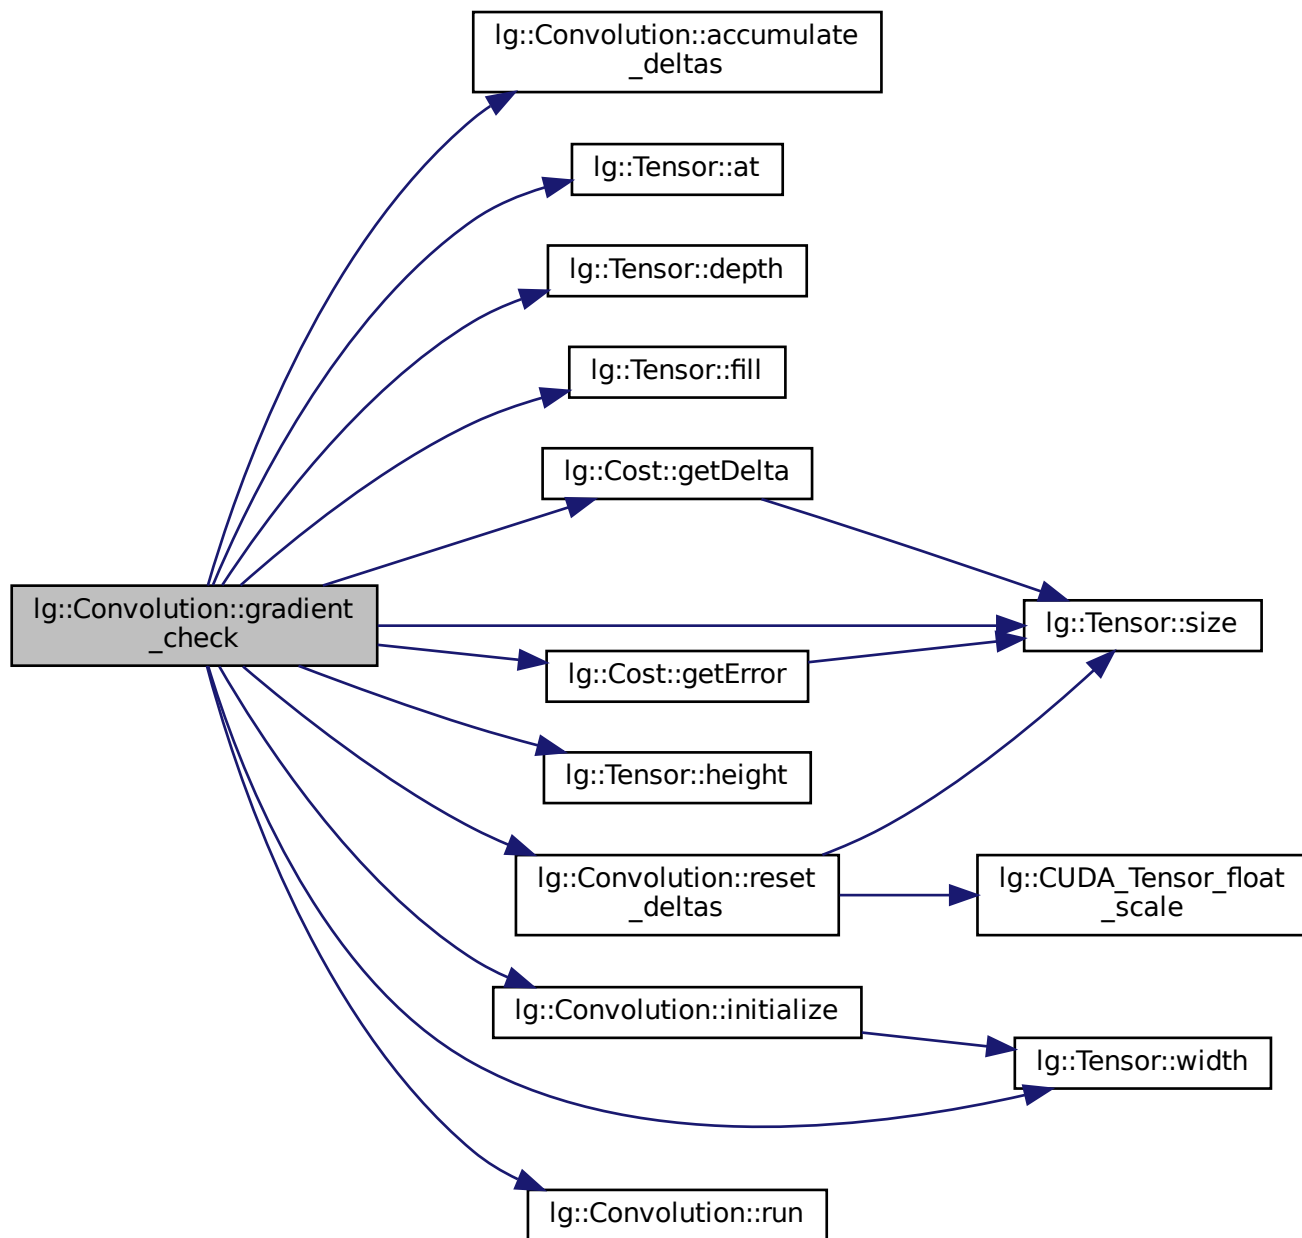 lg::Convolution::accumulate
_deltas
lg::Tensor::at
lg::Tensor::depth
lg::Tensor::fill
lg::Cost::getDelta
lg::Convolution::gradient
_check
lg::Tensor::size
lg::Cost::getError
lg::Tensor::height
lg::Convolution::reset
_deltas
lg::CUDA_Tensor_float
_scale
lg::Convolution::initialize
lg::Tensor::width
lg::Convolution::run